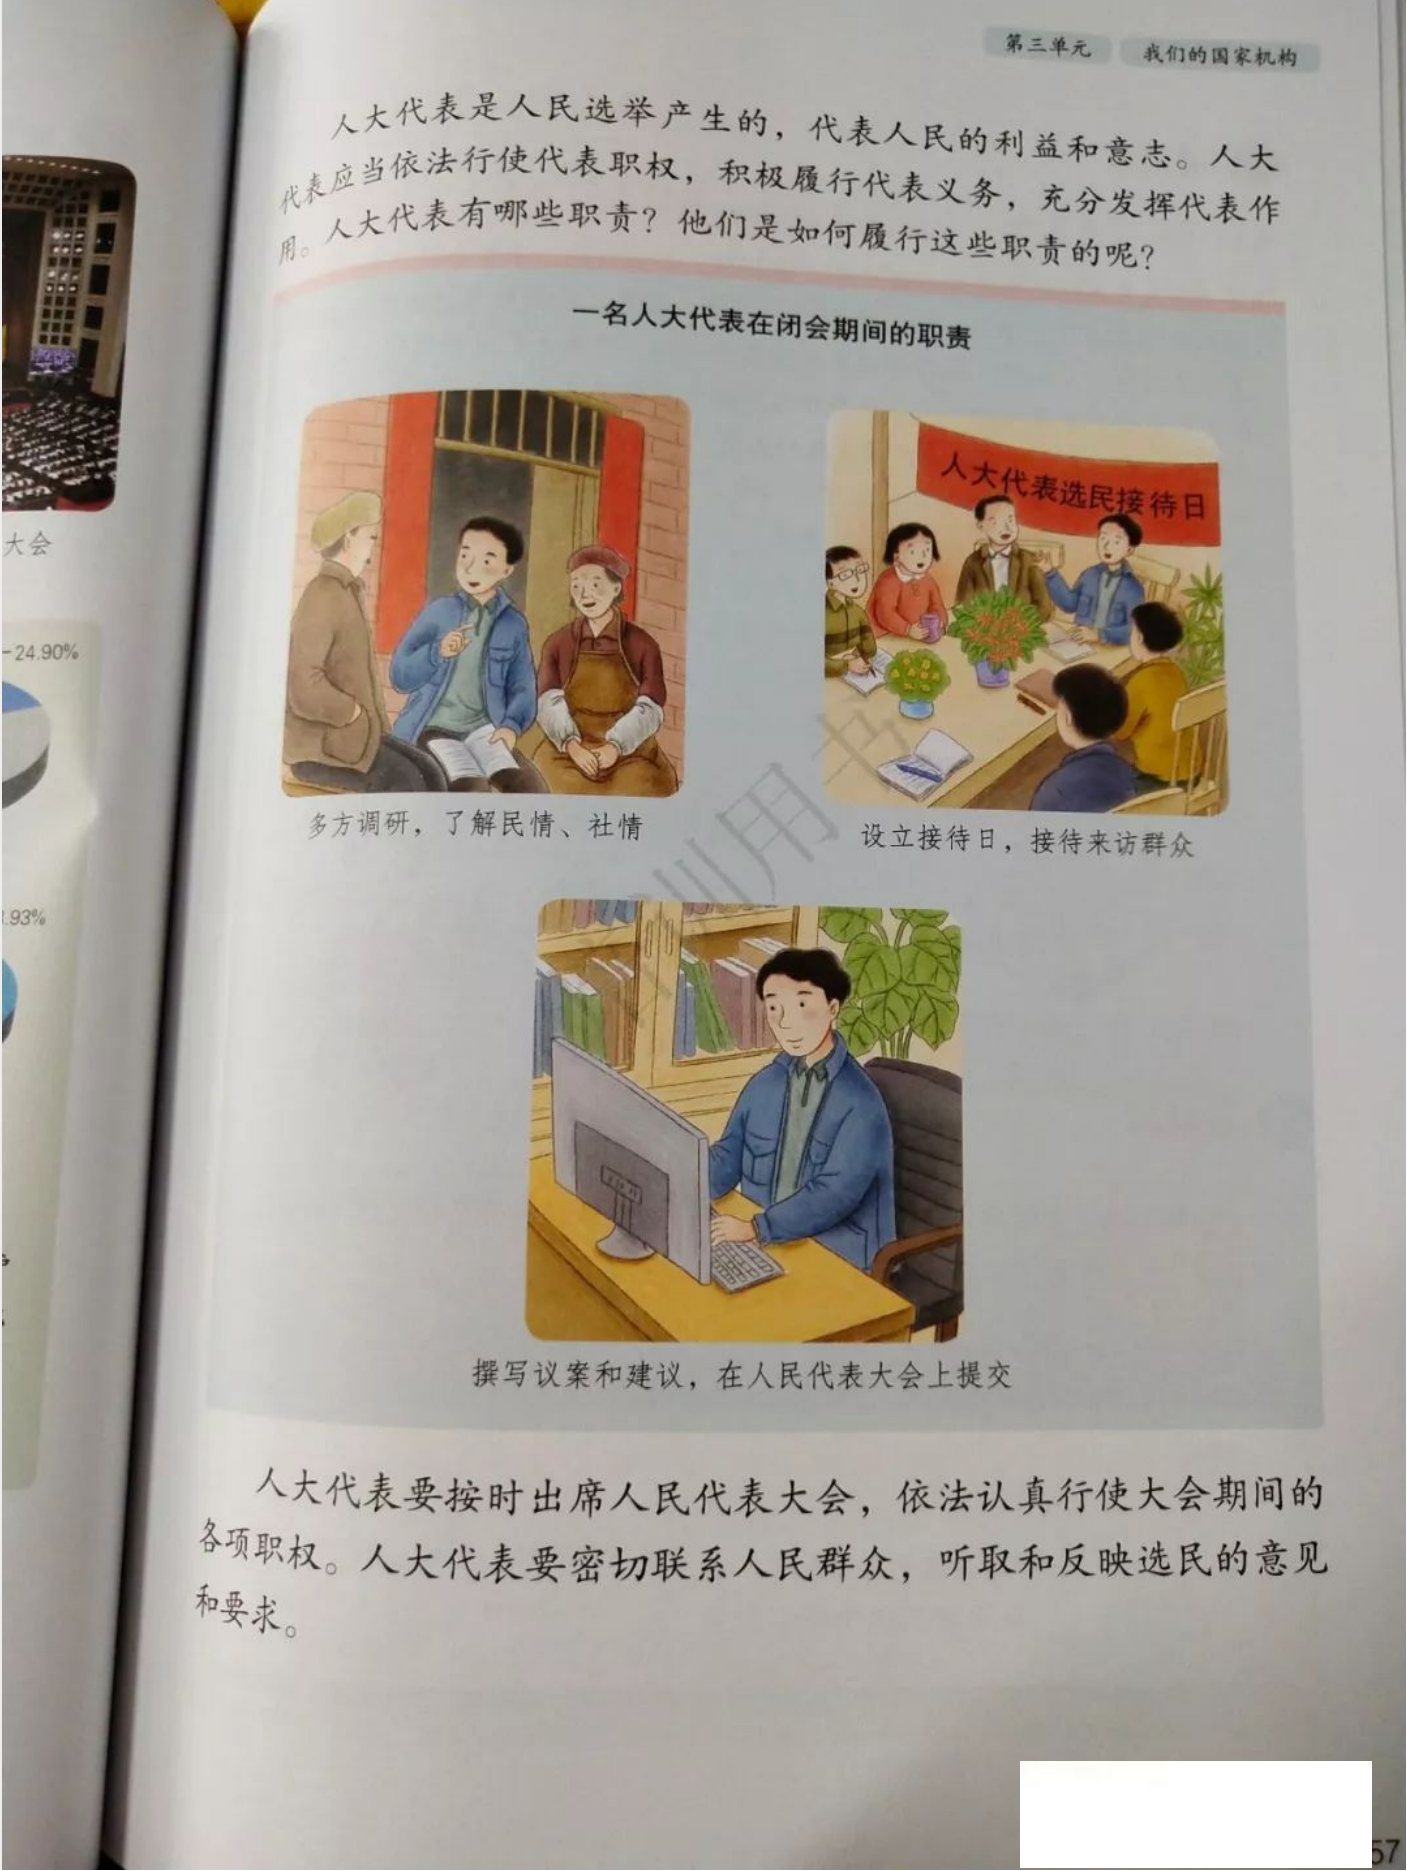 第三单元 我们的国家机构
人大代表是人民选举产生的，代表人民的利益和意志。人大
代表应当依法行使代表职权，积极履行代表义务，充分发挥代表作
用。人大代表有哪些职责？他们是如何履行这些职责的呢？
一名人大代表在闭会期间的职责
人大代表选民接待日
多方调研，了解民情、社情
设立接待日，接待来访群众
撰写议案和建议，在人民代表大会上提交
人大代表要按时出席人民代表大会，依法认真行使大会期间的
各项职权。人大代表要密切联系人民群众，听取和反映选民的意见
和要求。
大会
24.90%
.93%
训用书
57